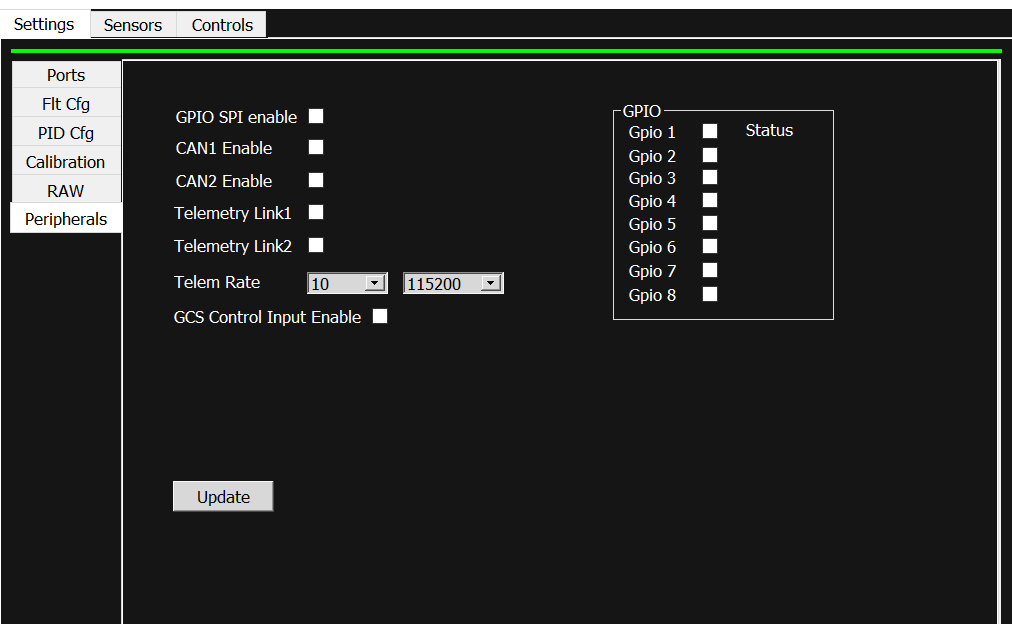 Settings Sensors Controls
Ports
Flt Cfg
PID Cfg
Calibration
RAW
Peripherals
GPIO SPI enable
CAN1 Enable
CAN2 Enable
Telemetry Link1
Telemetry Link2
Telem Rate 10 115200
GCS Control Input Enable
Update
GPIO
Gpio 1 Status
Gpio 2
Gpio 3
Gpio 4
Gpio 5
Gpio 6
Gpio 7
Gpio 8